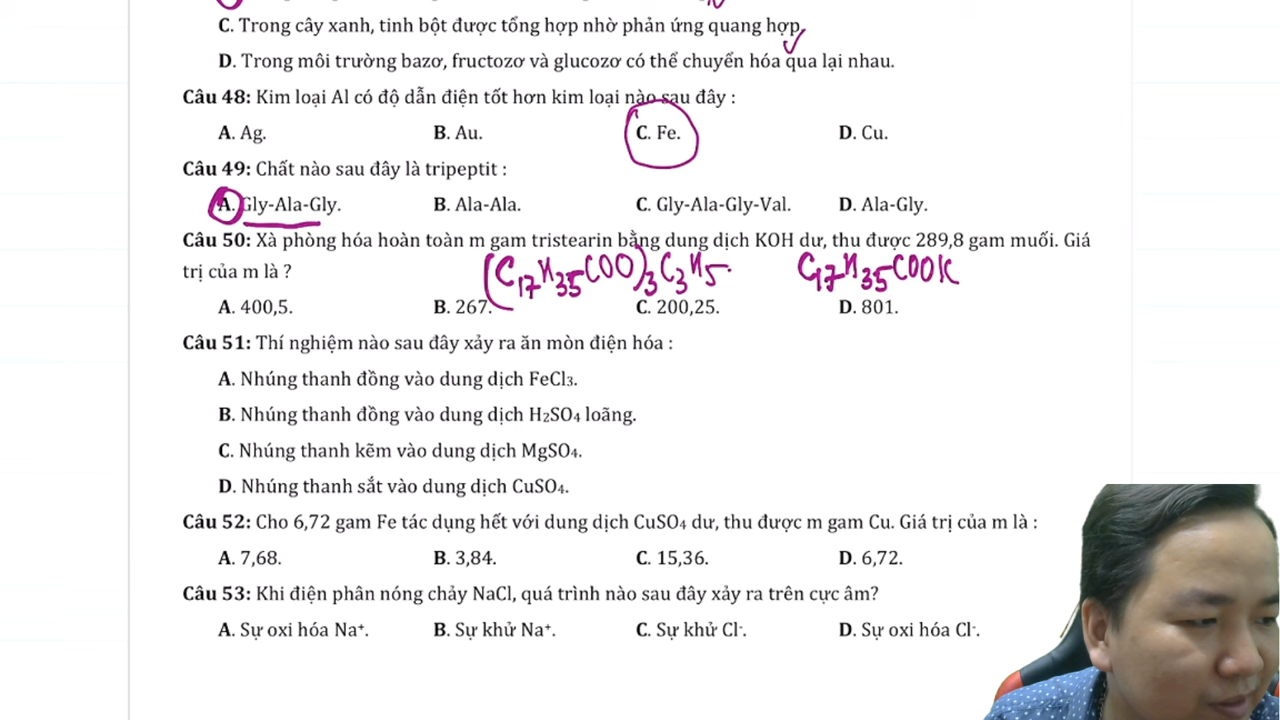 C. Trong cây xanh, tinh bột được tổng hợp nhờ phản ứng quang hợp.
D. Trong môi trường bazơ, fructozơ và glucozơ có thể chuyển hóa qua lại nhau.
Câu 48: Kim loại Al có độ dẫn điện tốt hơn kim loại nào sau đây :
A. Ag. B. Au. C. Fe. D. Cu.
Câu 49: Chất nào sau đây là tripeptit :
A. Gly-Ala-Gly. B. Ala-Ala. C. Gly-Ala-Gly-Val. D. Ala-Gly.
Câu 50: Xà phòng hóa hoàn toàn m gam tristearin bằng dung dịch KOH dư, thu được 289,8 gam muối. Giá
trị của m là ?
(C17H35COO)3C3H5. C17H35COOK
A. 400,5. B. 267. C. 200,25. D. 801.
Câu 51: Thí nghiệm nào sau đây xảy ra ăn mòn điện hóa :
A. Nhúng thanh đồng vào dung dịch FeCl3.
B. Nhúng thanh đồng vào dung dịch H2SO4 loãng.
C. Nhúng thanh kẽm vào dung dịch MgSO4.
D. Nhúng thanh sắt vào dung dịch CuSO4.
Câu 52: Cho 6,72 gam Fe tác dụng hết với dung dịch CuSO4 dư, thu được m gam Cu. Giá trị của m là :
A. 7,68. B. 3,84. C. 15,36. D. 6,72.
Câu 53: Khi điện phân nóng chảy NaCl, quá trình nào sau đây xảy ra trên cực âm?
A. Sự oxi hóa Na⁺. B. Sự khử Na⁺. C. Sự khử Cl⁻. D. Sự oxi hóa Cl⁻.